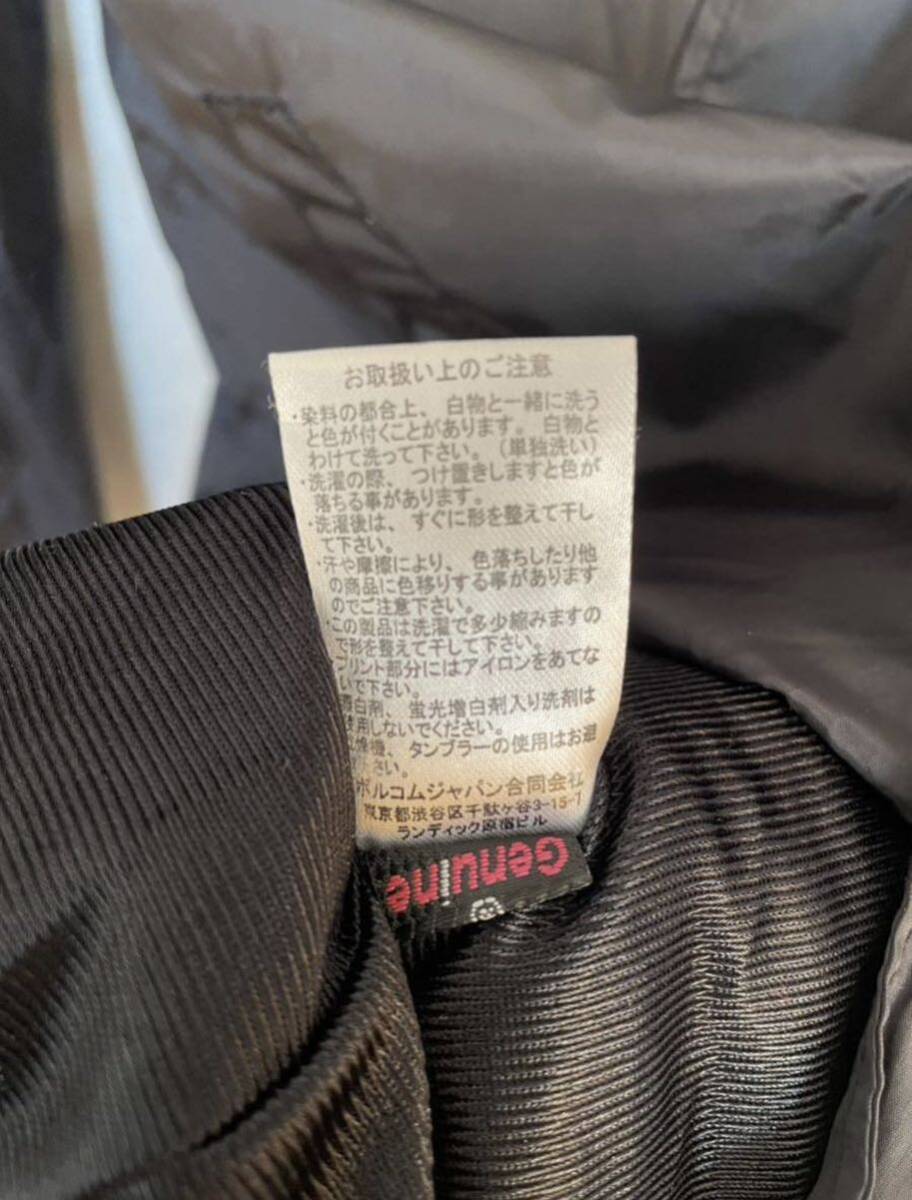 お取扱い上のご注意
・染料の都合上、白物と一緒に洗う
と色が付くことがあります。白物と
わけて洗って下さい。(単独洗い)
・洗濯の際、つけ置きしますと色が
落ちる事があります。
・洗濯後は、すぐに形を整えて干し
て下さい。
・汗や摩擦により、色落ちしたり他
の商品に色移りする事があります
のでご注意下さい。
・この製品は洗濯で多少縮みますの
で形を整えて干して下さい。
プリント部分にはアイロンをあてな
いで下さい。
白剤、蛍光増白剤入り洗剤は
使用しないでください。
燥機、タンブラーの使用はお避
さい。
ボルコムジャパン合同会社
東京都渋谷区千駄ヶ谷3-15-7
ランディック原宿ビル
Genuine